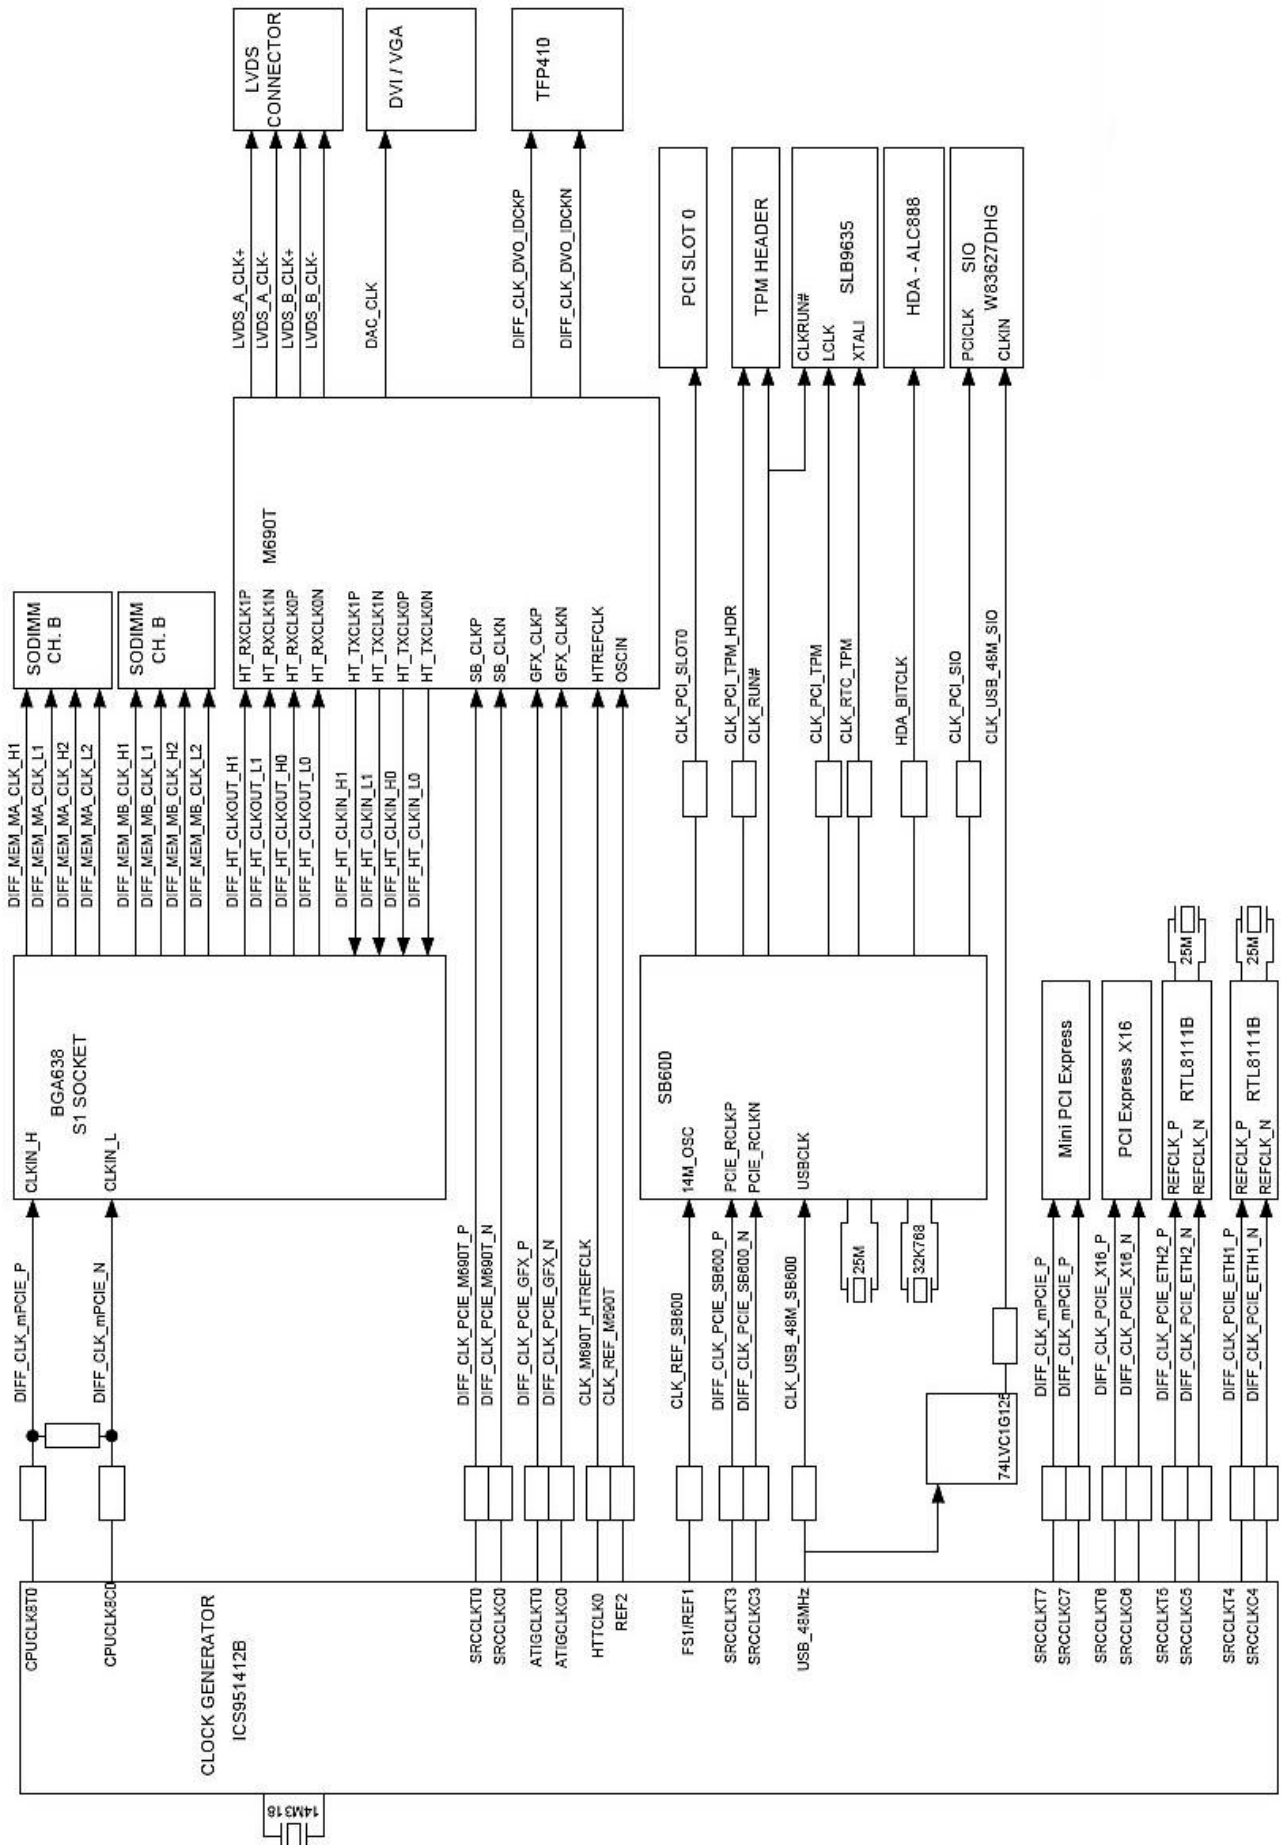 LVDS
CONNECTOR
DVI / VGA
TFP410
LVDS_A_CLK+
LVDS_A_CLK-
LVDS_B_CLK+
LVDS_B_CLK-
DAC_CLK
DIFF_CLK_DVO_IDCKP
DIFF_CLK_DVO_IDCKN
PCI SLOT 0
TPM HEADER
SLB9635
CLKRUN#
LCLK
XTALI
HDA - ALC888
SIO
W83627DHG
PCICLK
CLKIN
M690T
SODIMM
CH. B
SODIMM
CH. B
HT_RXCLK1P
HT_RXCLK1N
HT_RXCLK0P
HT_RXCLK0N
HT_TXCLK1P
HT_TXCLK1N
HT_TXCLK0P
HT_TXCLK0N
SB_CLKP
SB_CLKN
GFX_CLKP
GFX_CLKN
HTREFCLK
OSCIN
DIFF_MEM_MA_CLK_H1
DIFF_MEM_MA_CLK_L1
DIFF_MEM_MA_CLK_H2
DIFF_MEM_MA_CLK_L2
DIFF_MEM_MB_CLK_H1
DIFF_MEM_MB_CLK_L1
DIFF_MEM_MB_CLK_H2
DIFF_MEM_MB_CLK_L2
DIFF_HT_CLKOUT_H1
DIFF_HT_CLKOUT_L1
DIFF_HT_CLKOUT_H0
DIFF_HT_CLKOUT_L0
DIFF_HT_CLKIN_H1
DIFF_HT_CLKIN_L1
DIFF_HT_CLKIN_H0
DIFF_HT_CLKIN_L0
CLK_PCI_SLOT0
CLK_PCI_TPM_HDR
CLK_RUN#
CLK_PCI_TPM
CLK_RTC_TPM
HDA_BITCLK
CLK_PCI_SIO
CLK_USB_48M_SIO
BGA638
S1 SOCKET
CLKIN_H
CLKIN_L
SB600
14M_OSC
PCIE_RCLKP
PCIE_RCLKN
USBCLK
25M
32K768
Mini PCI Express
PCI Express X16
RTL8111B
REFCLK_P
REFCLK_N
25M
RTL8111B
REFCLK_P
REFCLK_N
25M
DIFF_CLK_mPCIE_P
DIFF_CLK_mPCIE_N
DIFF_CLK_PCIE_M690T_P
DIFF_CLK_PCIE_M690T_N
DIFF_CLK_PCIE_GFX_P
DIFF_CLK_PCIE_GFX_N
CLK_M690T_HTREFCLK
CLK_REF_M690T
CLK_REF_SB600
DIFF_CLK_PCIE_SB600_P
DIFF_CLK_PCIE_SB600_N
CLK_USB_48M_SB600
74LVC1G125
DIFF_CLK_mPCIE_P
DIFF_CLK_mPCIE_P
DIFF_CLK_PCIE_X16_P
DIFF_CLK_PCIE_X16_N
DIFF_CLK_PCIE_ETH2_P
DIFF_CLK_PCIE_ETH2_N
DIFF_CLK_PCIE_ETH1_P
DIFF_CLK_PCIE_ETH1_N
CPUCLK8T0
CPUCLK8C0
SRCCLKT0
SRCCLKC0
ATIGCLKT0
ATIGCLKC0
HTTCLK0
REF2
FS1/REF1
SRCCLKT3
SRCCLKC3
USB_48MHz
SRCCLKT7
SRCCLKC7
SRCCLKT6
SRCCLKC6
SRCCLKT5
SRCCLKC5
SRCCLKT4
SRCCLKC4
CLOCK GENERATOR
ICS951412B
14M318